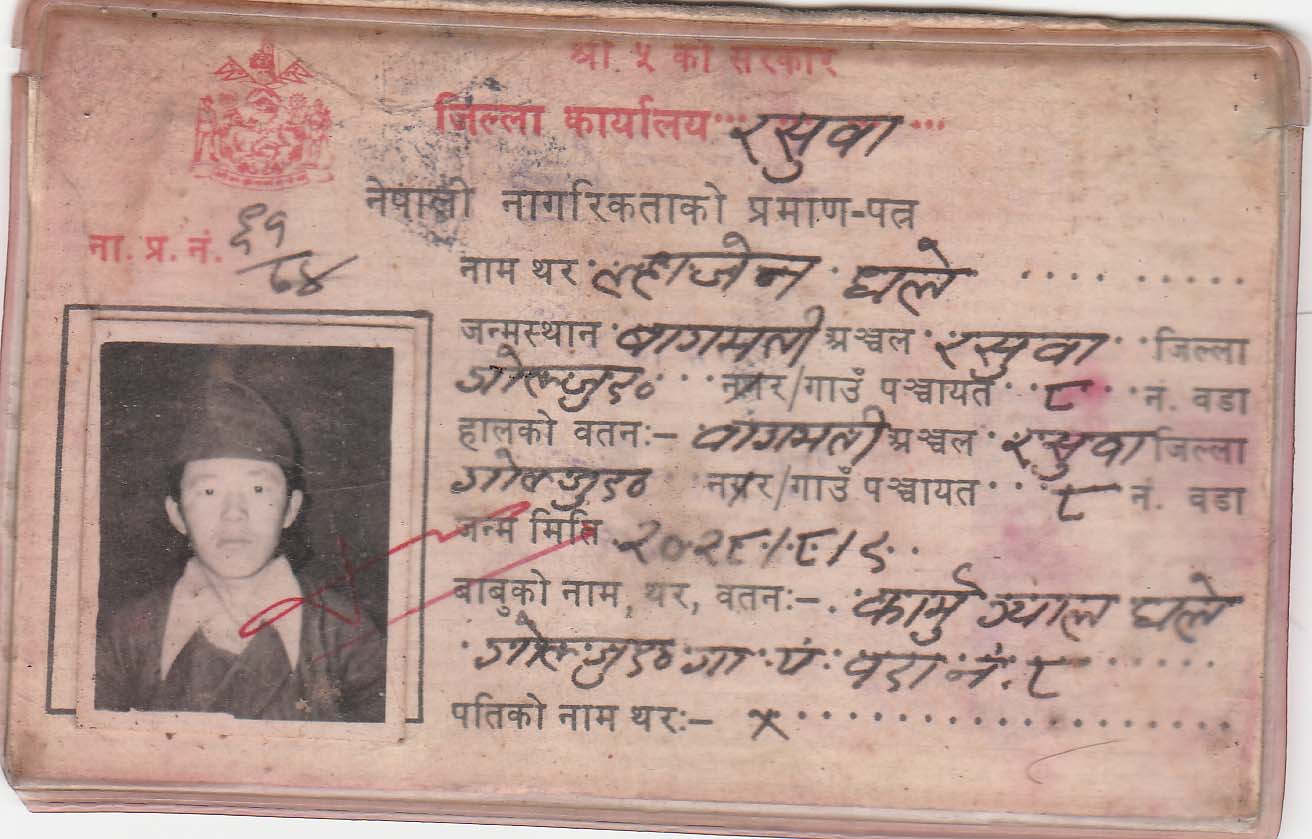 श्री ५ को सरकार
जिल्ला कार्यालय रसुवा
नेपाली नागरिकताको प्रमाण-पत्र
ना. प्र. नं. ६१/८४
नाम थर ल्हाजेन घले
जन्मस्थान बागमती अञ्चल रसुवा जिल्ला
गोल्जुङ नगर/गाउँ पञ्चायत ८ नं. वडा
हालको वतन:- वागमती अञ्चल रसुवा जिल्ला
गोल्जुङ नगर/गाउँ पञ्चायत ८ नं. वडा
जन्म मिति २०२८।८।९
बाबुको नाम, थर, वतन:- कार्मु ग्याल घले
गोल्जुङ गा पं वडा नं. ८
पतिको नाम थर:- x